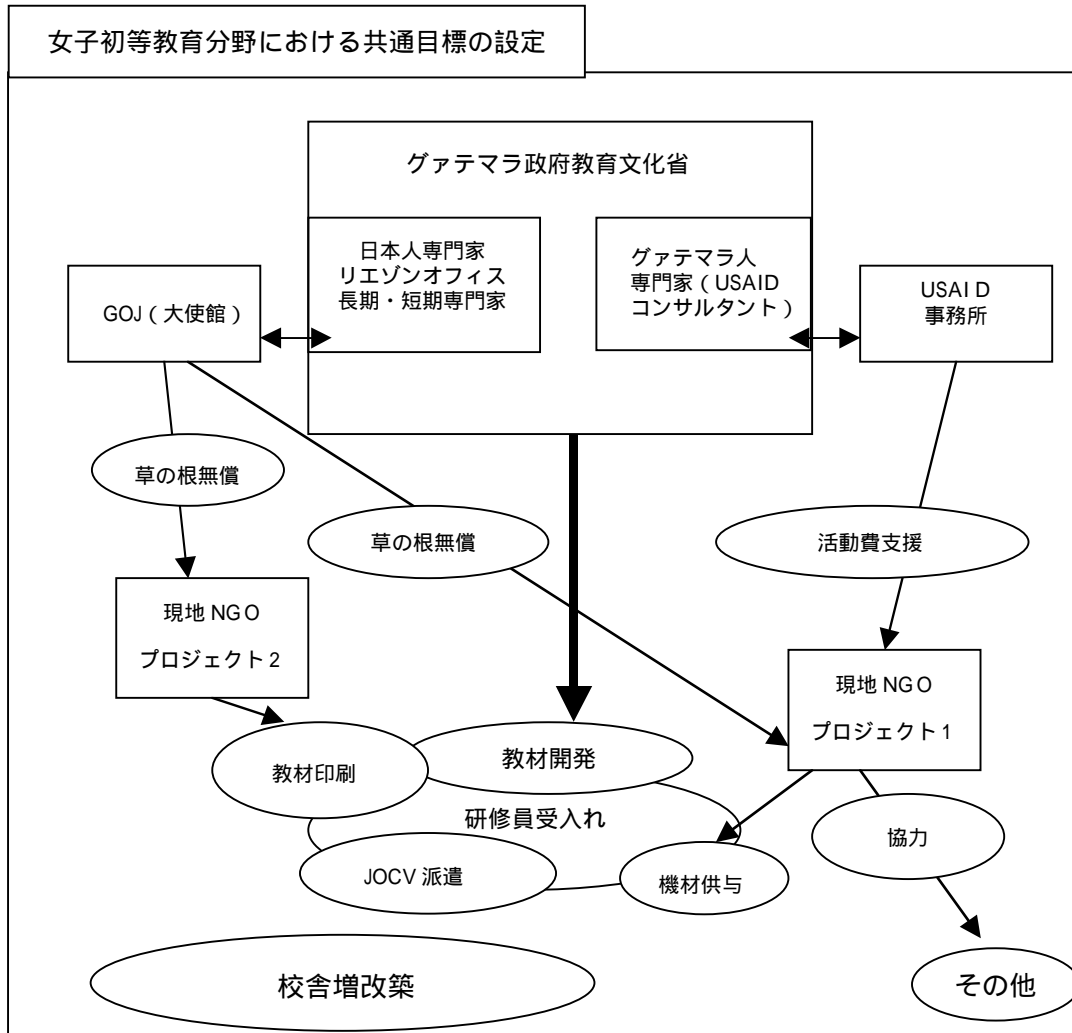 女子初等教育分野における共通目標の設定
グァテマラ政府教育文化省
日本人専門家
リエゾンオフィス
長期・短期専門家
グァテマラ人
専門家（USAID
コンサルタント）
GOJ（大使館）
USAID
事務所
草の根無償
草の根無償
活動費支援
現地NGO
プロジェクト2
現地NGO
プロジェクト1
教材印刷
教材開発
研修員受入れ
JOCV派遣
機材供与
協力
校舎増改築
その他